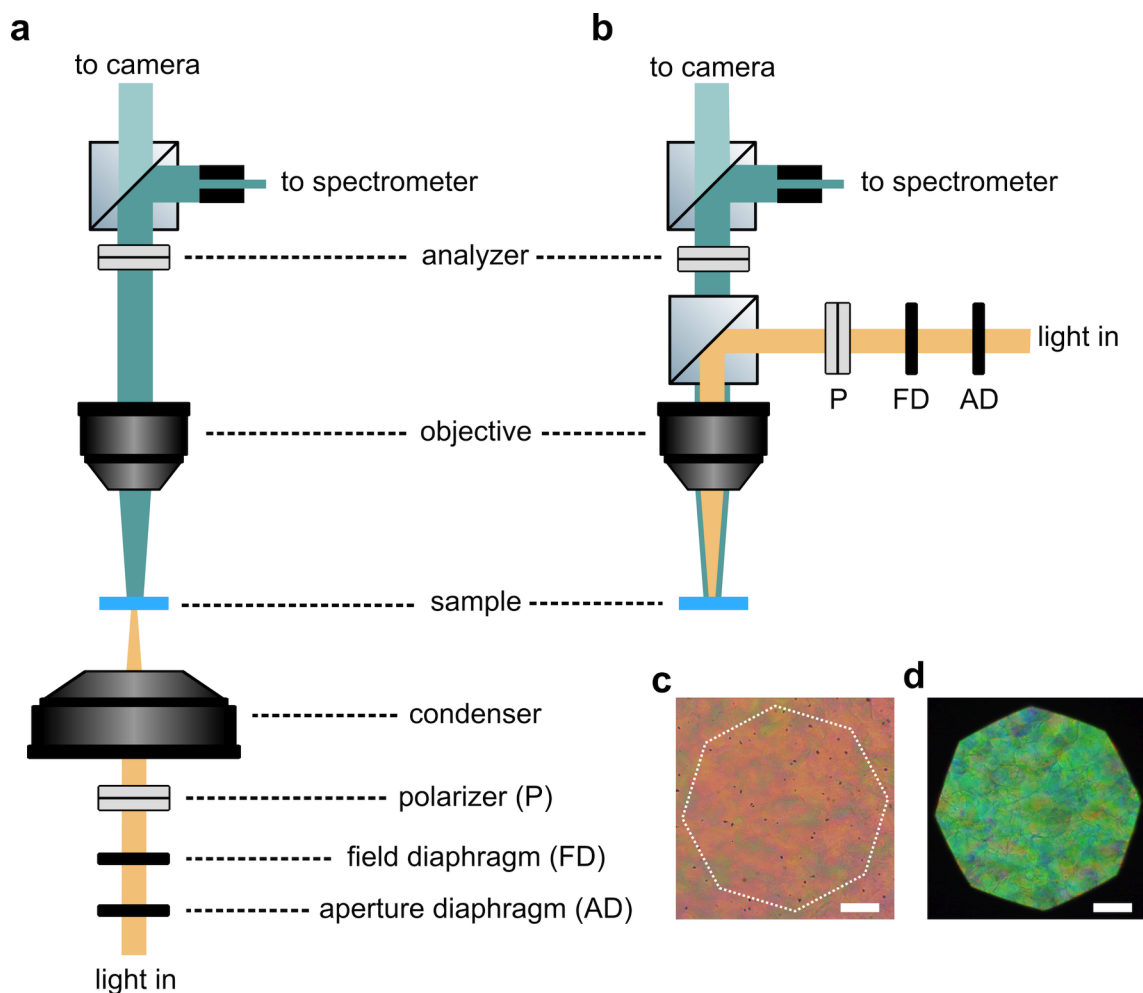 a
b
to camera
to camera
to spectrometer
to spectrometer
analyzer
light in
P
FD
AD
objective
sample
c
d
condenser
polarizer (P)
field diaphragm (FD)
aperture diaphragm (AD)
light in